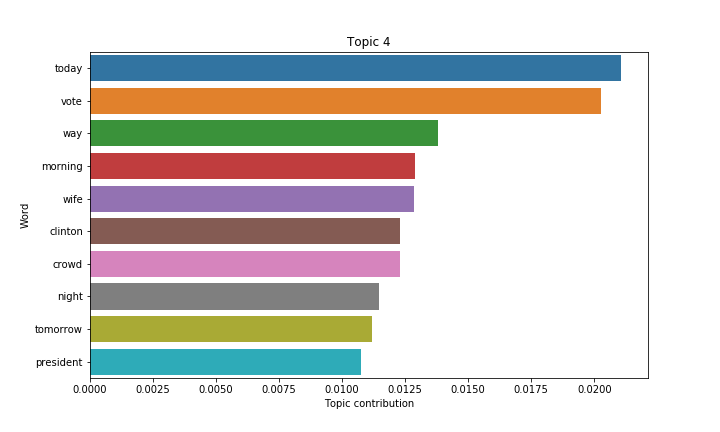 Topic 4
Word
today
vote
way
morning
wife
clinton
crowd
night
tomorrow
president
0.0000 0.0025 0.0050 0.0075 0.0100 0.0125 0.0150 0.0175 0.0200
Topic contribution